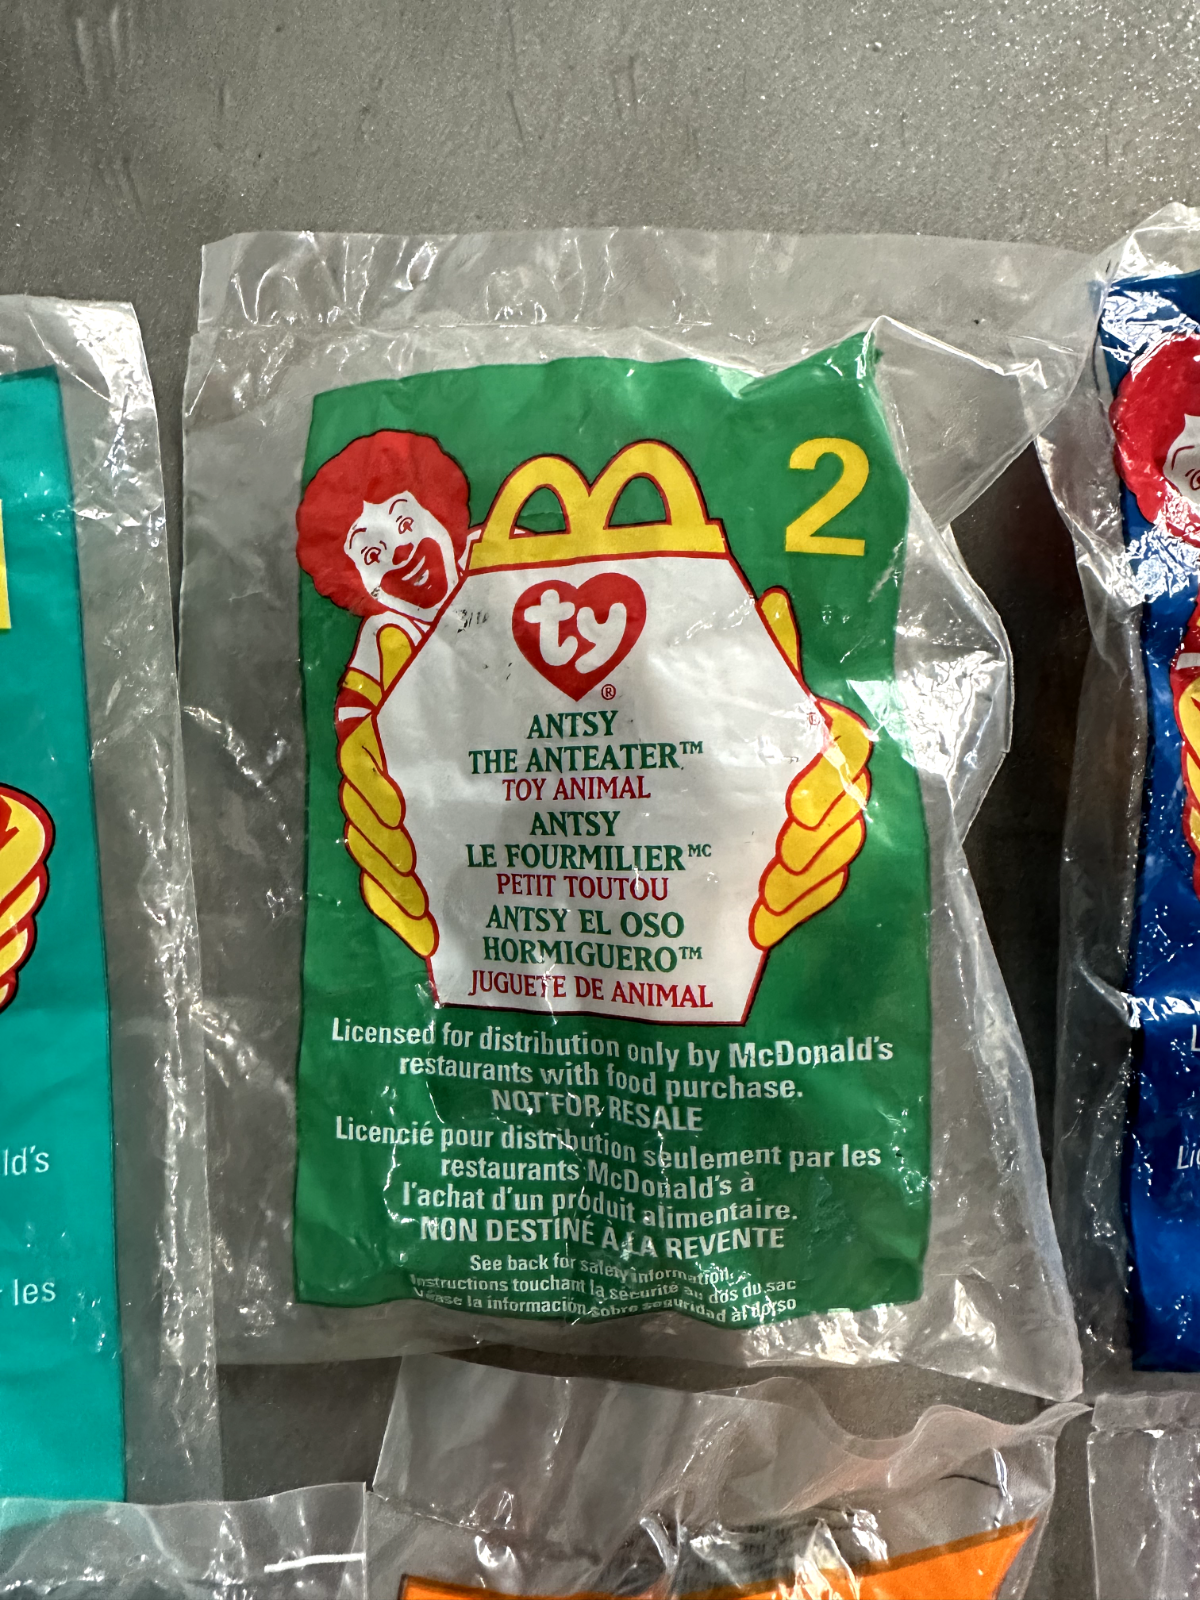 2
ty®
ANTSY
THE ANTEATER™
TOY ANIMAL
ANTSY
LE FOURMILIER MC
PETIT TOUTOU
ANTSY EL OSO
HORMIGUERO™
JUGUETE DE ANIMAL
Licensed for distribution only by McDonald's
restaurants with food purchase.
NOT FOR RESALE
Licencié pour distribution seulement par les
restaurants McDonald's à
l'achat d'un produit alimentaire.
NON DESTINÉ À LA REVENTE
See back for safety information.
Instructions touchant la sécurité au dos du sac
Véase la información sobre seguridad al dorso
ld's
les